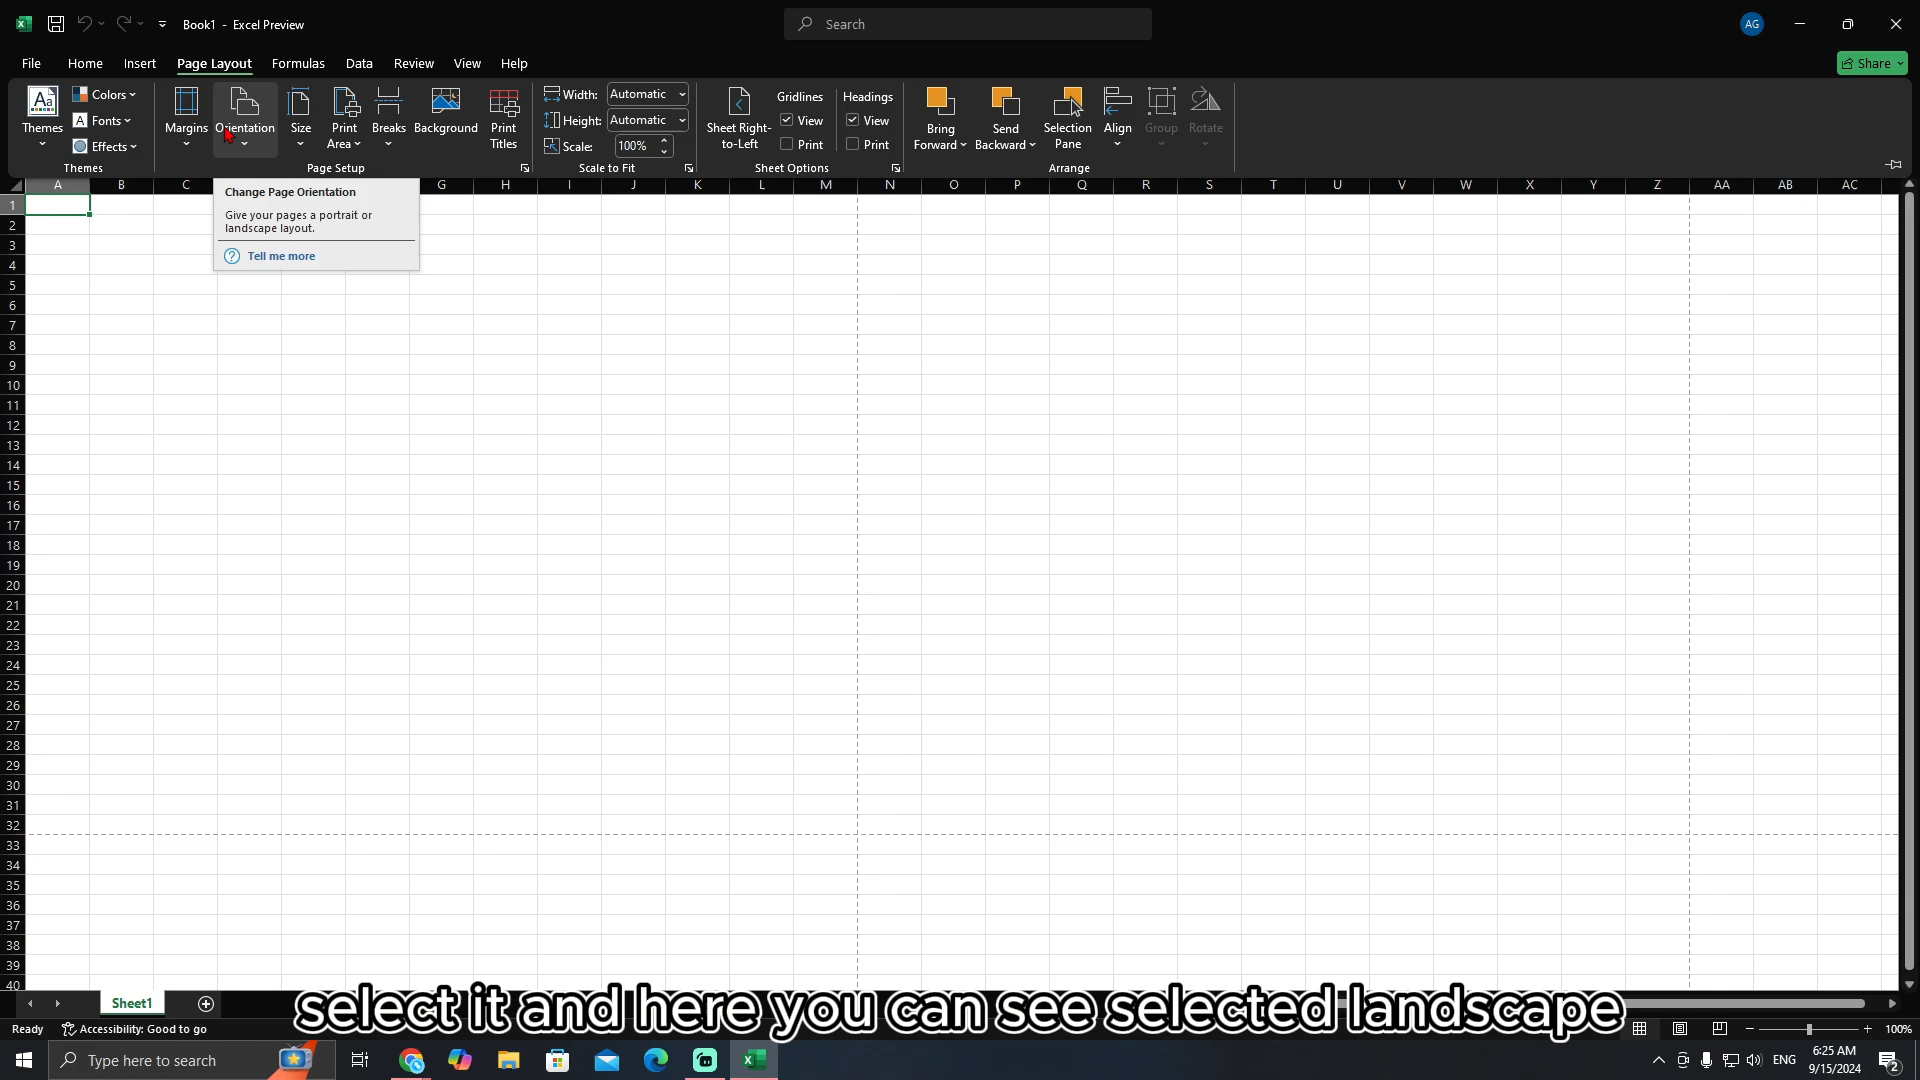 Book1 - Excel Preview
Search
AG
File Home Insert Page Layout Formulas Data Review View Help
Share
Themes
Colors
Fonts
Effects
Themes
Margins
Orientation
Size
Print
Area
Breaks
Background
Print
Titles
Page Setup
Width: Automatic
Height: Automatic
Scale: 100%
Scale to Fit
Sheet Right-
to-Left
Gridlines
View
Print
Headings
View
Print
Sheet Options
Bring
Forward
Send
Backward
Selection
Pane
Align
Group
Rotate
Arrange
A B C G H I J K L M N O P Q R S T U V W X Y Z AA AB AC
Change Page Orientation
Give your pages a portrait or
landscape layout.
Tell me more
1
2
3
4
5
6
7
8
9
10
11
12
13
14
15
16
17
18
19
20
21
22
23
24
25
26
27
28
29
30
31
32
33
34
35
36
37
38
39
40
Sheet1
select it and here you can see selected landscape
Ready
Accessibility: Good to go
100%
Type here to search
ENG
6:25 AM
9/15/2024
2